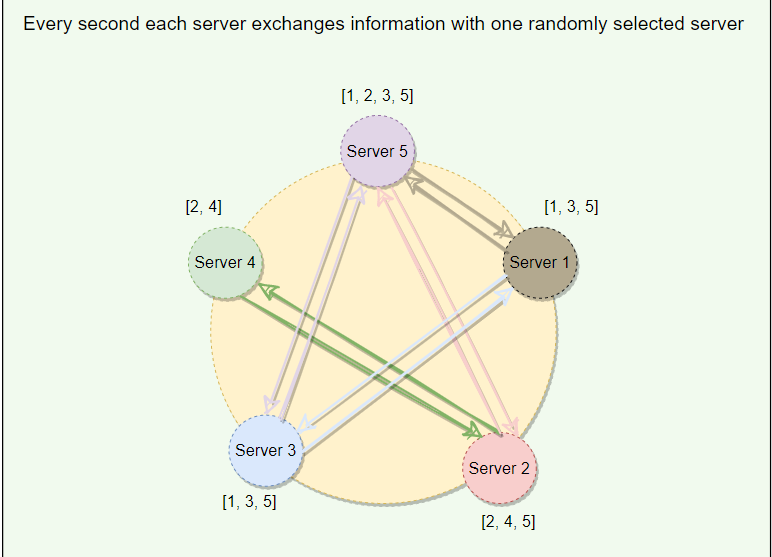 Every second each server exchanges information with one randomly selected server
[1, 2, 3, 5]
Server 5
[2, 4]
[1, 3, 5]
Server 4
Server 1
Server 3
Server 2
[1, 3, 5]
[2, 4, 5]